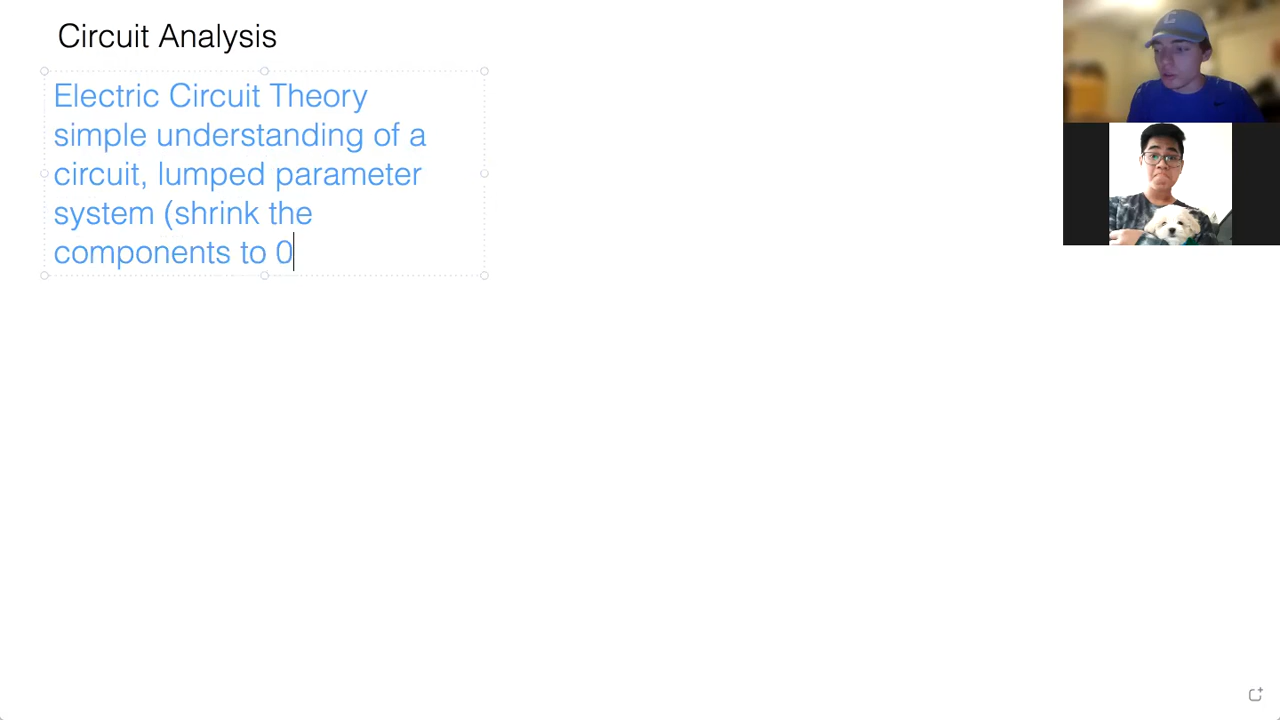 Circuit Analysis
Electric Circuit Theory
simple understanding of a
circuit, lumped parameter
system (shrink the
components to 0